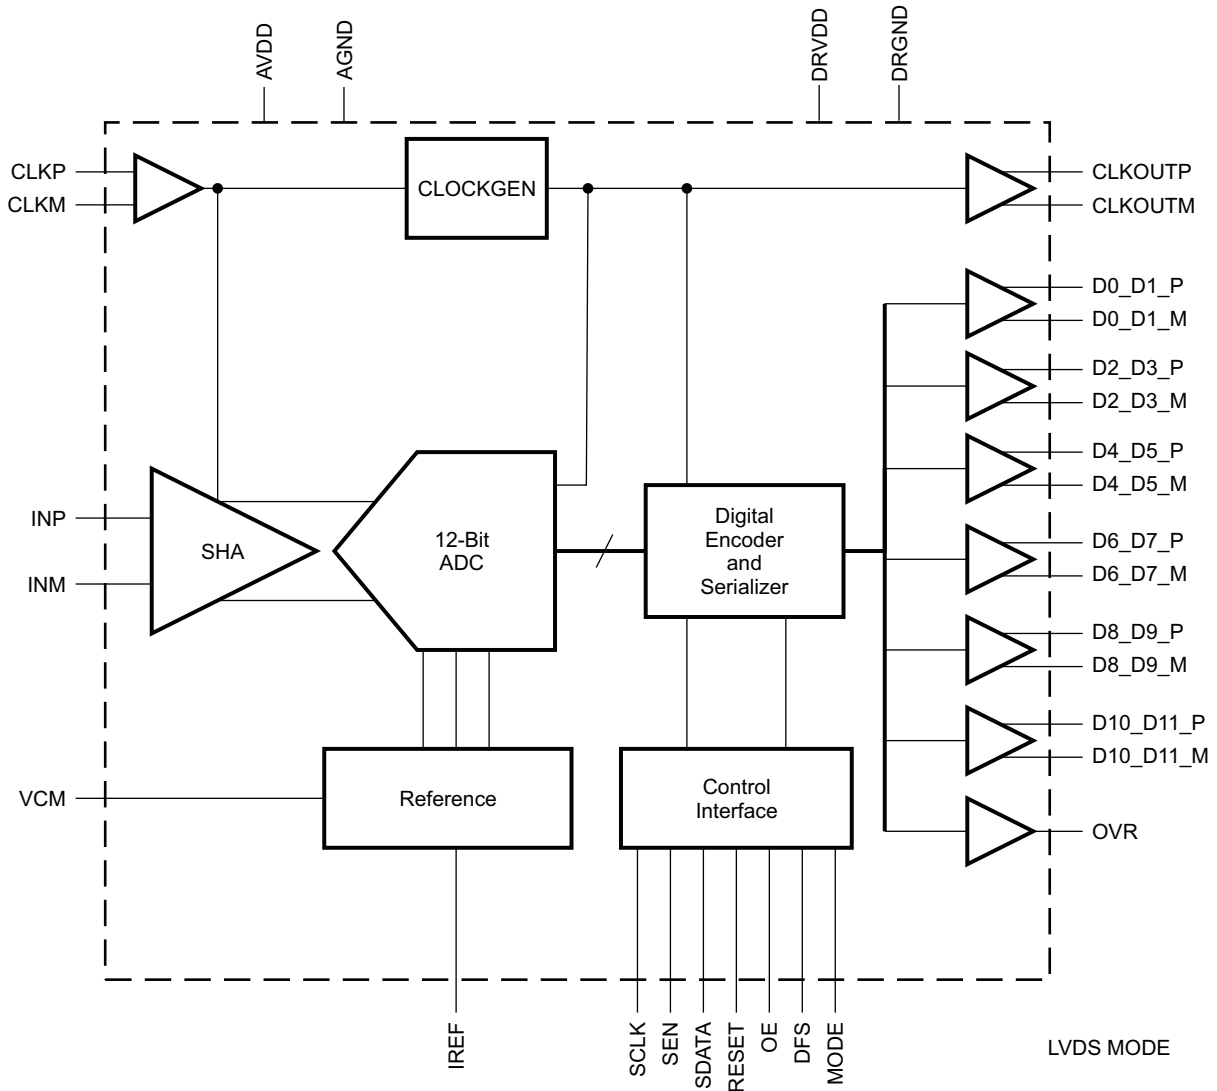 AVDD
AGND
DRVDD
DRGND
CLKP
CLKM
CLOCKGEN
CLKOUTP
CLKOUTM
D0_D1_P
D0_D1_M
D2_D3_P
D2_D3_M
D4_D5_P
D4_D5_M
INP
INM
SHA
12-Bit
ADC
Digital
Encoder
and
Serializer
D6_D7_P
D6_D7_M
D8_D9_P
D8_D9_M
D10_D11_P
D10_D11_M
VCM
Reference
Control
Interface
OVR
IREF
SCLK
SEN
SDATA
RESET
OE
DFS
MODE
LVDS MODE